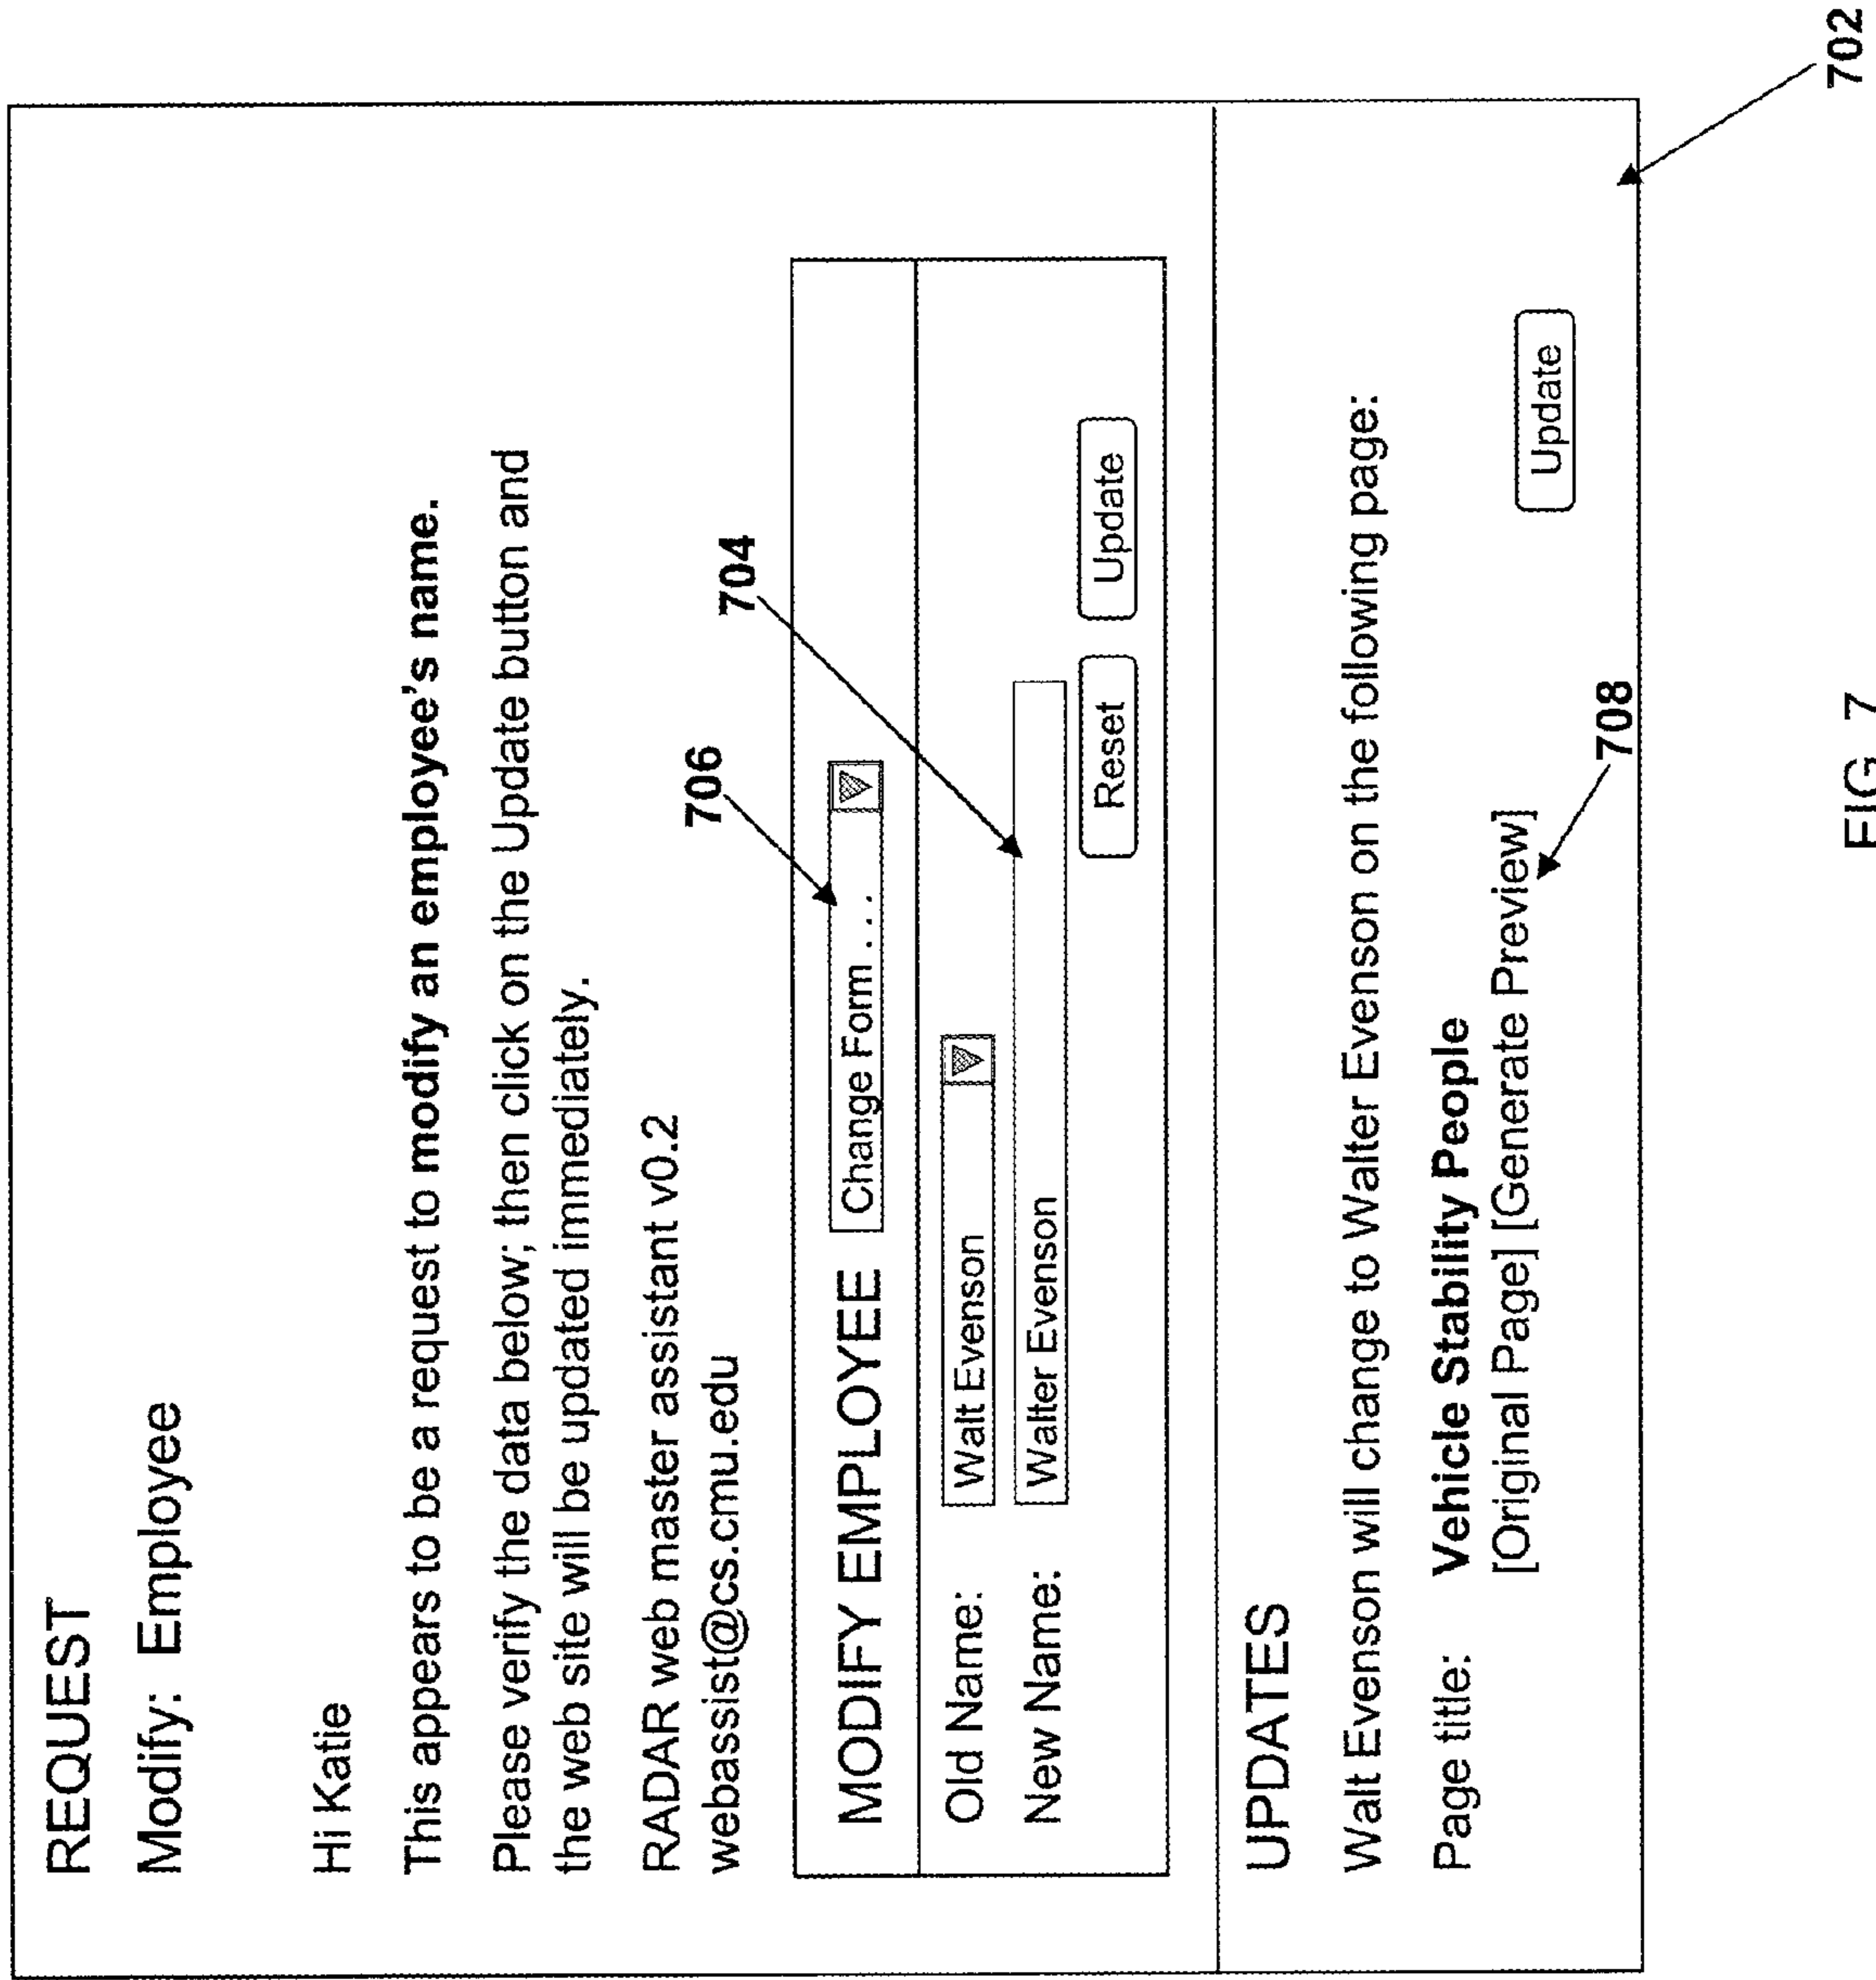 REQUEST
Modify: Employee
Hi Katie
This appears to be a request to modify an employee's name.
Please verify the data below; then click on the Update button and
the web site will be updated immediately.
RADAR web master assistant v0.2
webassist@cs.cmu.edu
706
704
MODIFY EMPLOYEE
Change Form . . .
Old Name:
Walt Evenson
New Name:
Walter Evenson
Reset
Update
UPDATES
Walt Evenson will change to Walter Evenson on the following page:
Page title: Vehicle Stability People
[Original Page] [Generate Preview]
Update
708
702
FIG. 7